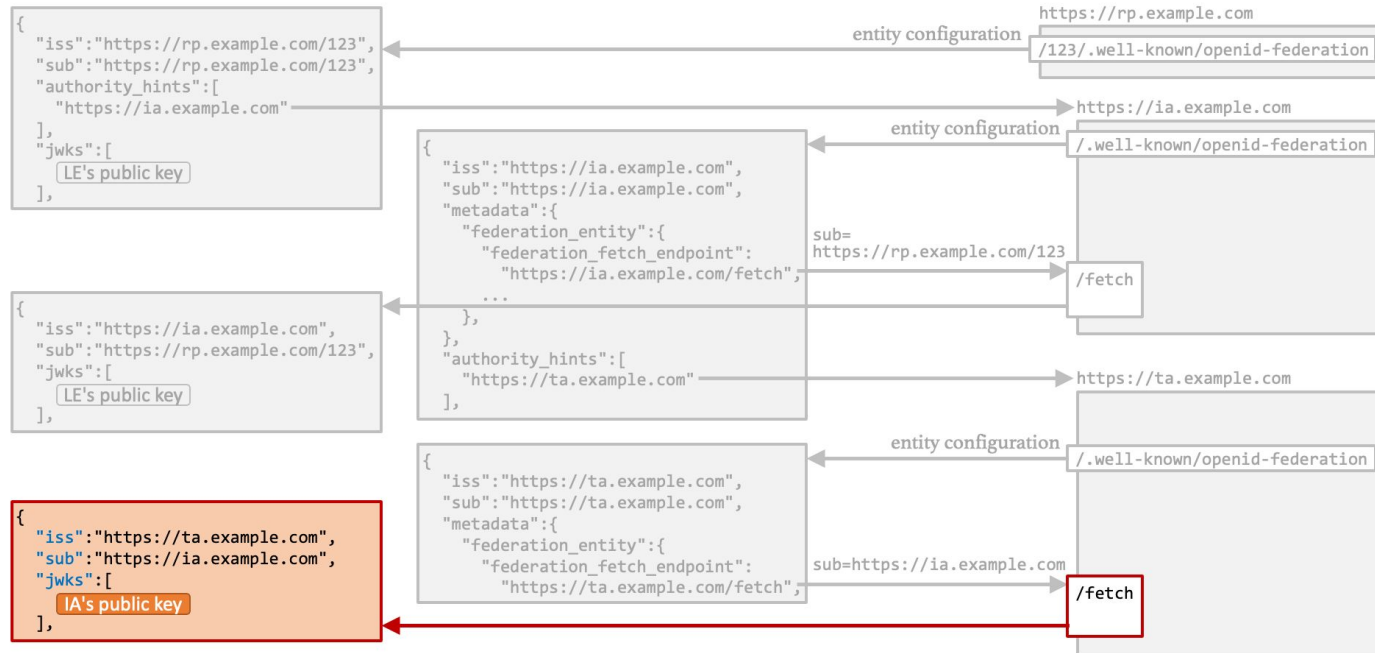 https://rp.example.com
entity configuration
/123/.well-known/openid-federation
{
"iss":"https://rp.example.com/123",
"sub":"https://rp.example.com/123",
"authority_hints":[
"https://ia.example.com"
],
"jwks":[
LE's public key
],
https://ia.example.com
entity configuration
/.well-known/openid-federation
{
"iss":"https://ia.example.com",
"sub":"https://ia.example.com",
"metadata":{
"federation_entity":{
"federation_fetch_endpoint":
"https://ia.example.com/fetch",
...
},
},
"authority_hints":[
"https://ta.example.com"
],
sub=
https://rp.example.com/123
/fetch
{
"iss":"https://ia.example.com",
"sub":"https://rp.example.com/123",
"jwks":[
LE's public key
],
https://ta.example.com
entity configuration
/.well-known/openid-federation
{
"iss":"https://ta.example.com",
"sub":"https://ta.example.com",
"metadata":{
"federation_entity":{
"federation_fetch_endpoint":
"https://ta.example.com/fetch",
sub=https://ia.example.com
/fetch
{
"iss":"https://ta.example.com",
"sub":"https://ia.example.com",
"jwks":[
IA's public key
],